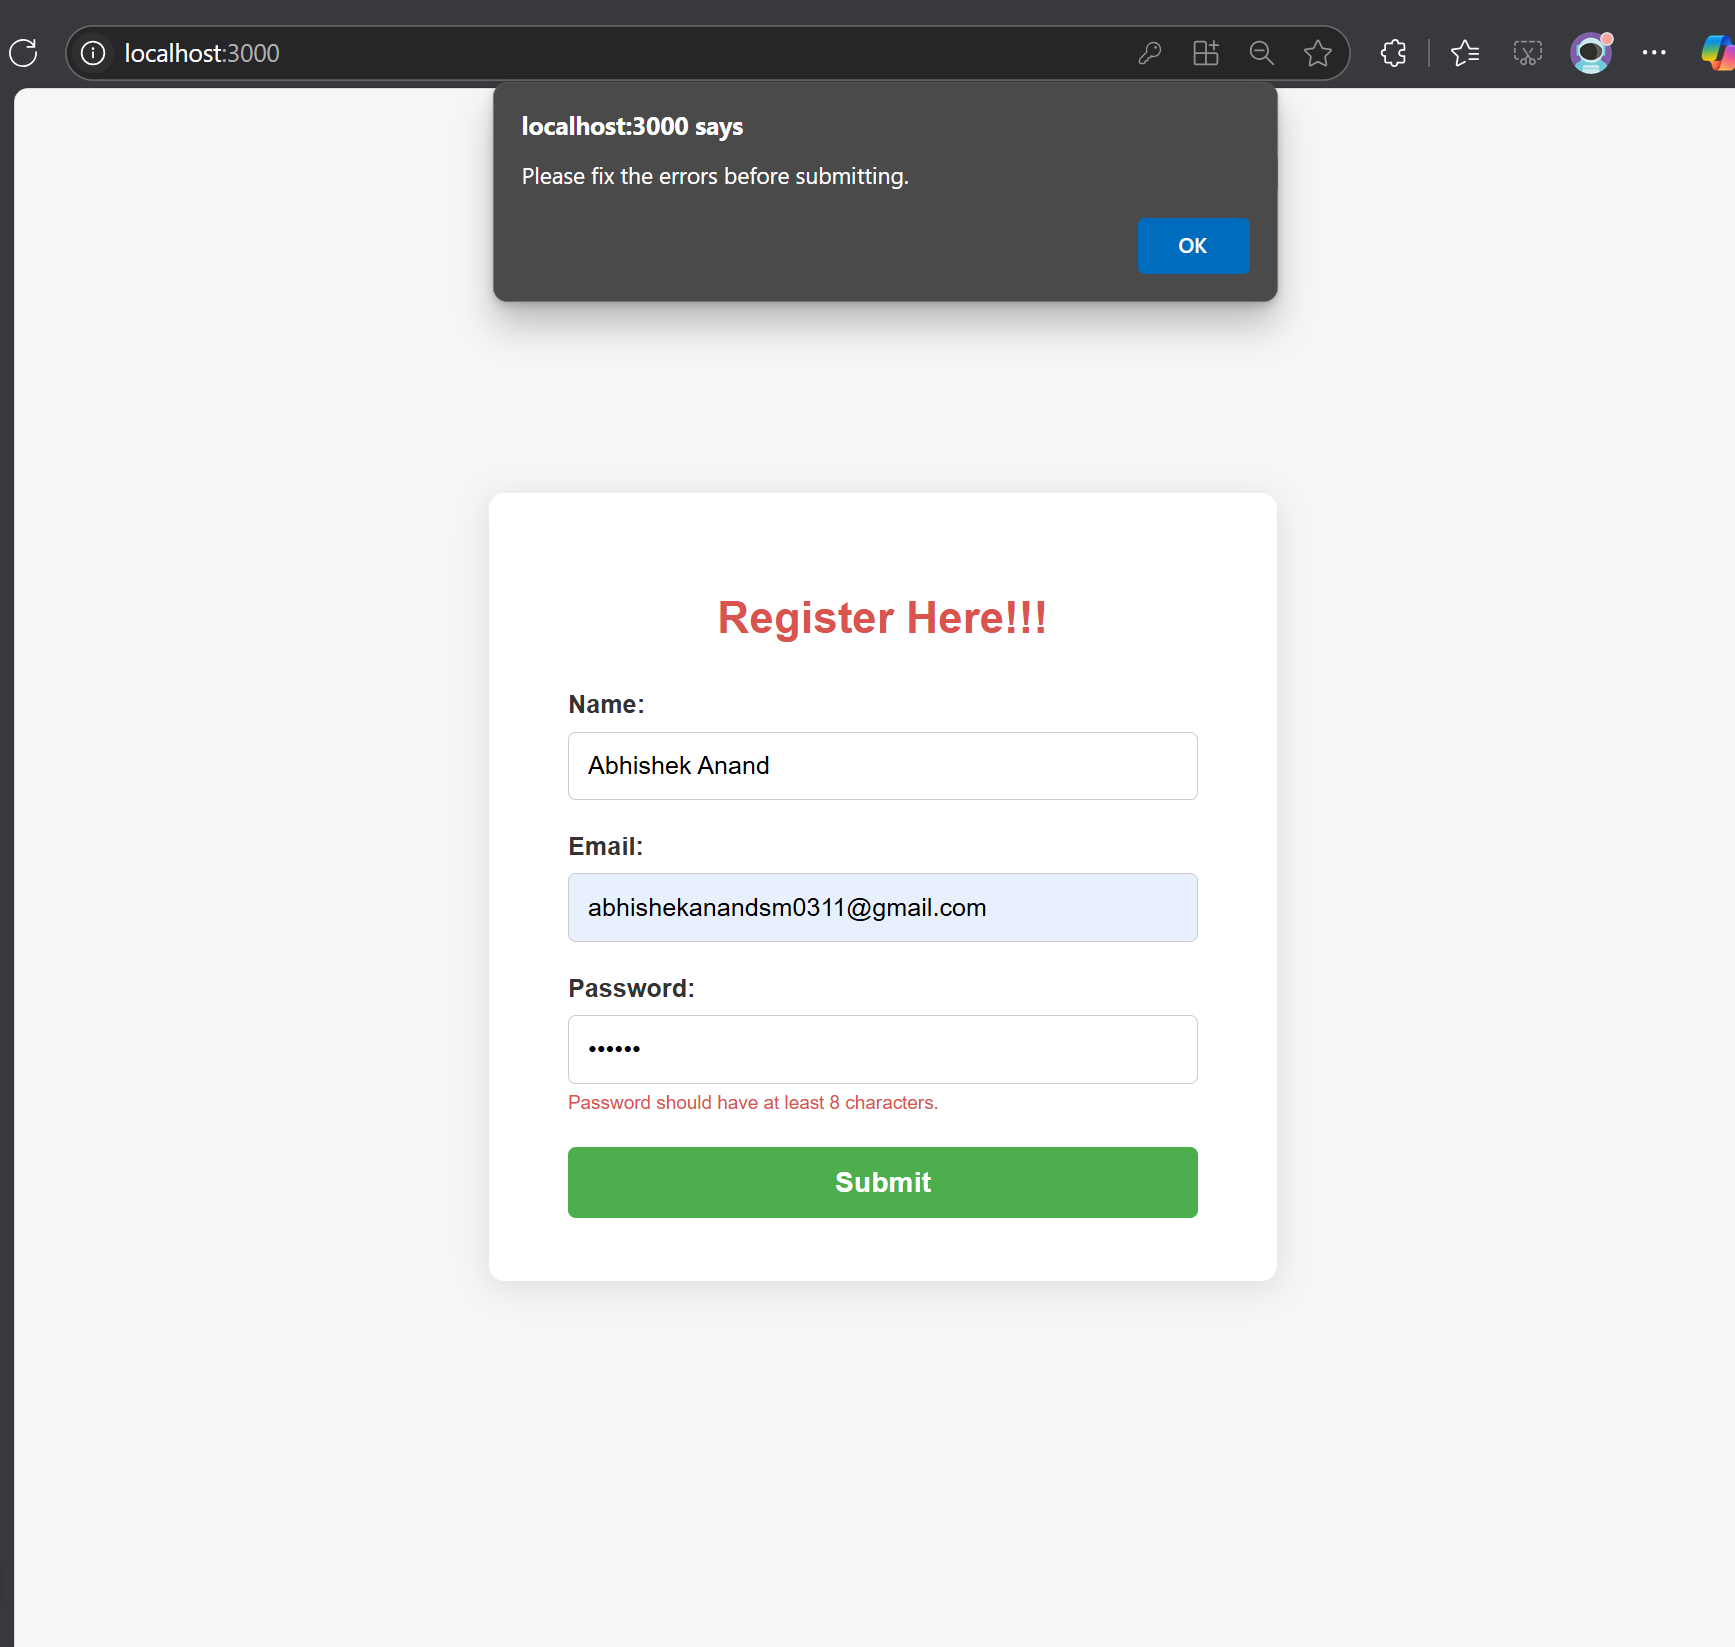 localhost:3000
localhost:3000 says
Please fix the errors before submitting.
OK
Register Here!!!
Name:
Abhishek Anand
Email:
abhishekanandsm0311@gmail.com
Password:
••••••
Password should have at least 8 characters.
Submit